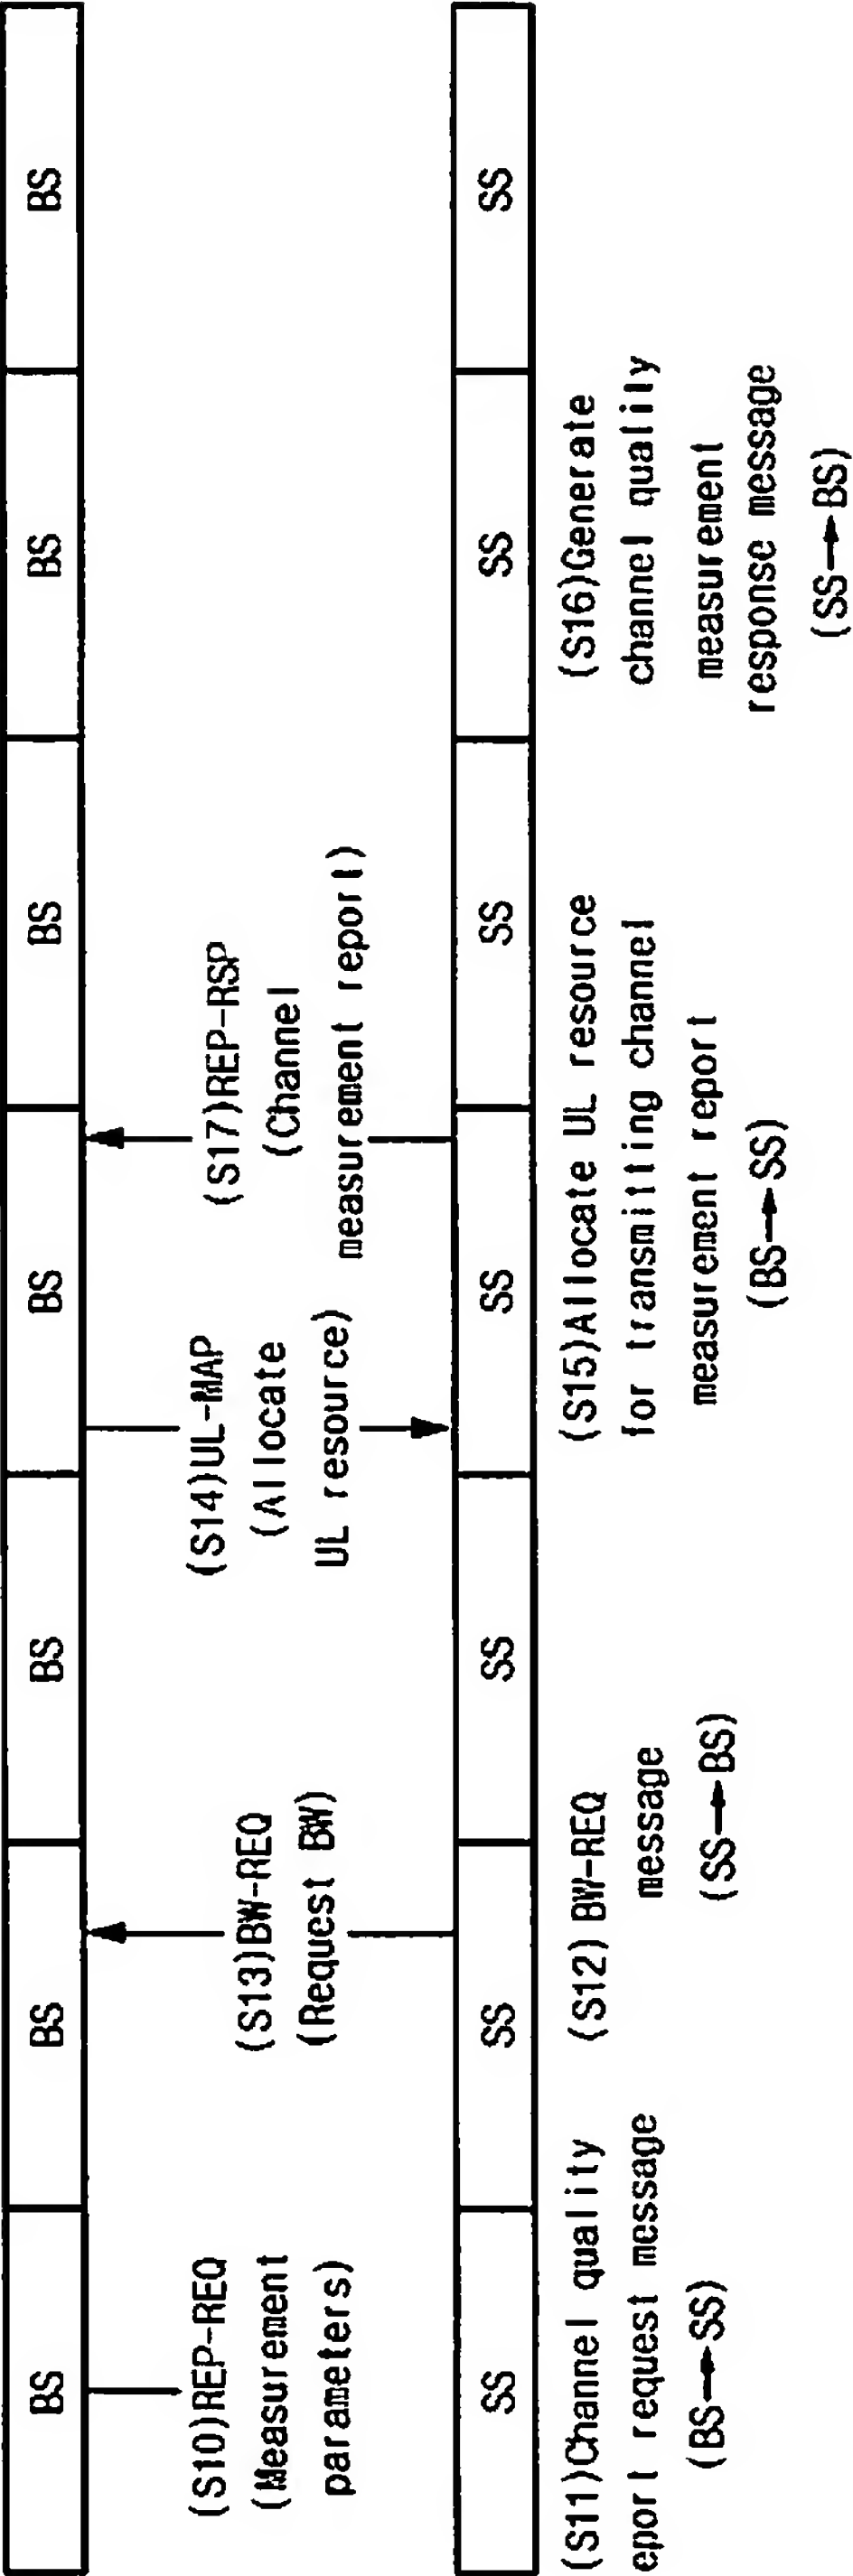 BS BS BS BS BS BS BS
(S10)REP-REQ
(Measurement
parameters)
(S13)BW-REQ
(Request BW)
(S14)UL-MAP
(Allocate
UL resource)
(S17)REP-RSP
(Channel
measurement report)
SS SS SS SS SS SS SS
(S11)Channel quality
eport request message
(BS→SS)
(S12) BW-REQ
message
(SS→BS)
(S15)Allocate UL resource
for transmitting channel
measurement report
(BS→SS)
(S16)Generate
channel quality
measurement
response message
(SS→BS)